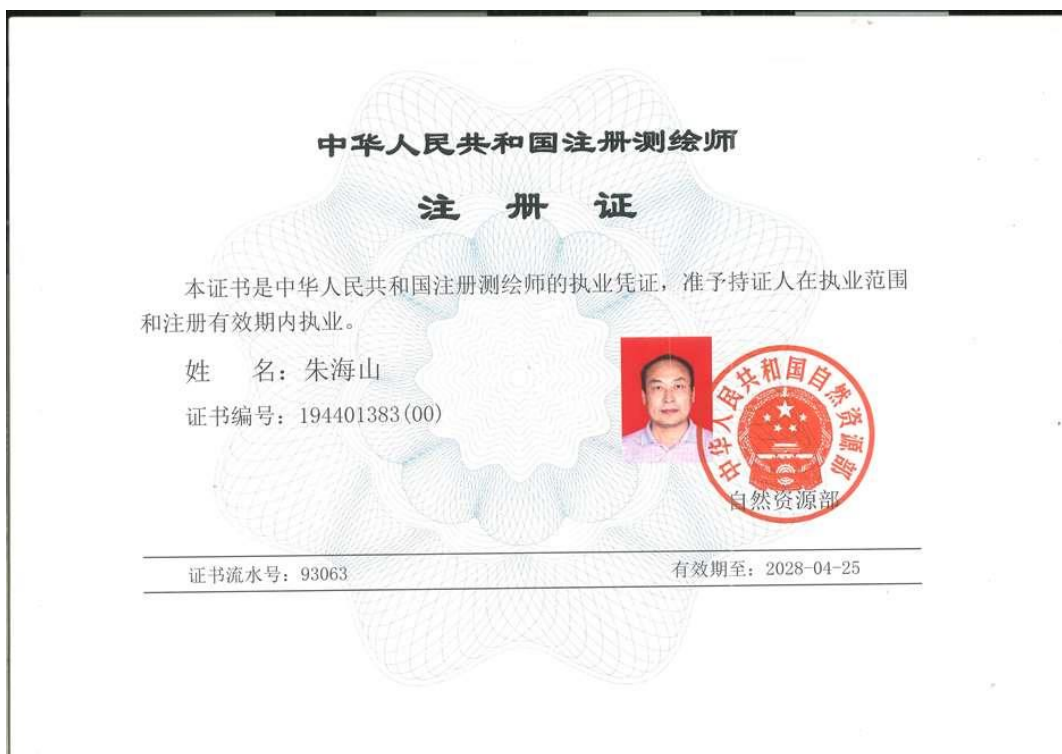 中华人民共和国注册测绘师
注 册 证
本证书是中华人民共和国注册测绘师的执业凭证，准予持证人在执业范围
和注册有效期内执业。
姓 名：朱海山
证书编号：194401383(00)
中华人民共和国自然资源部
自然资源部
证书流水号：93063
有效期至：2028-04-25